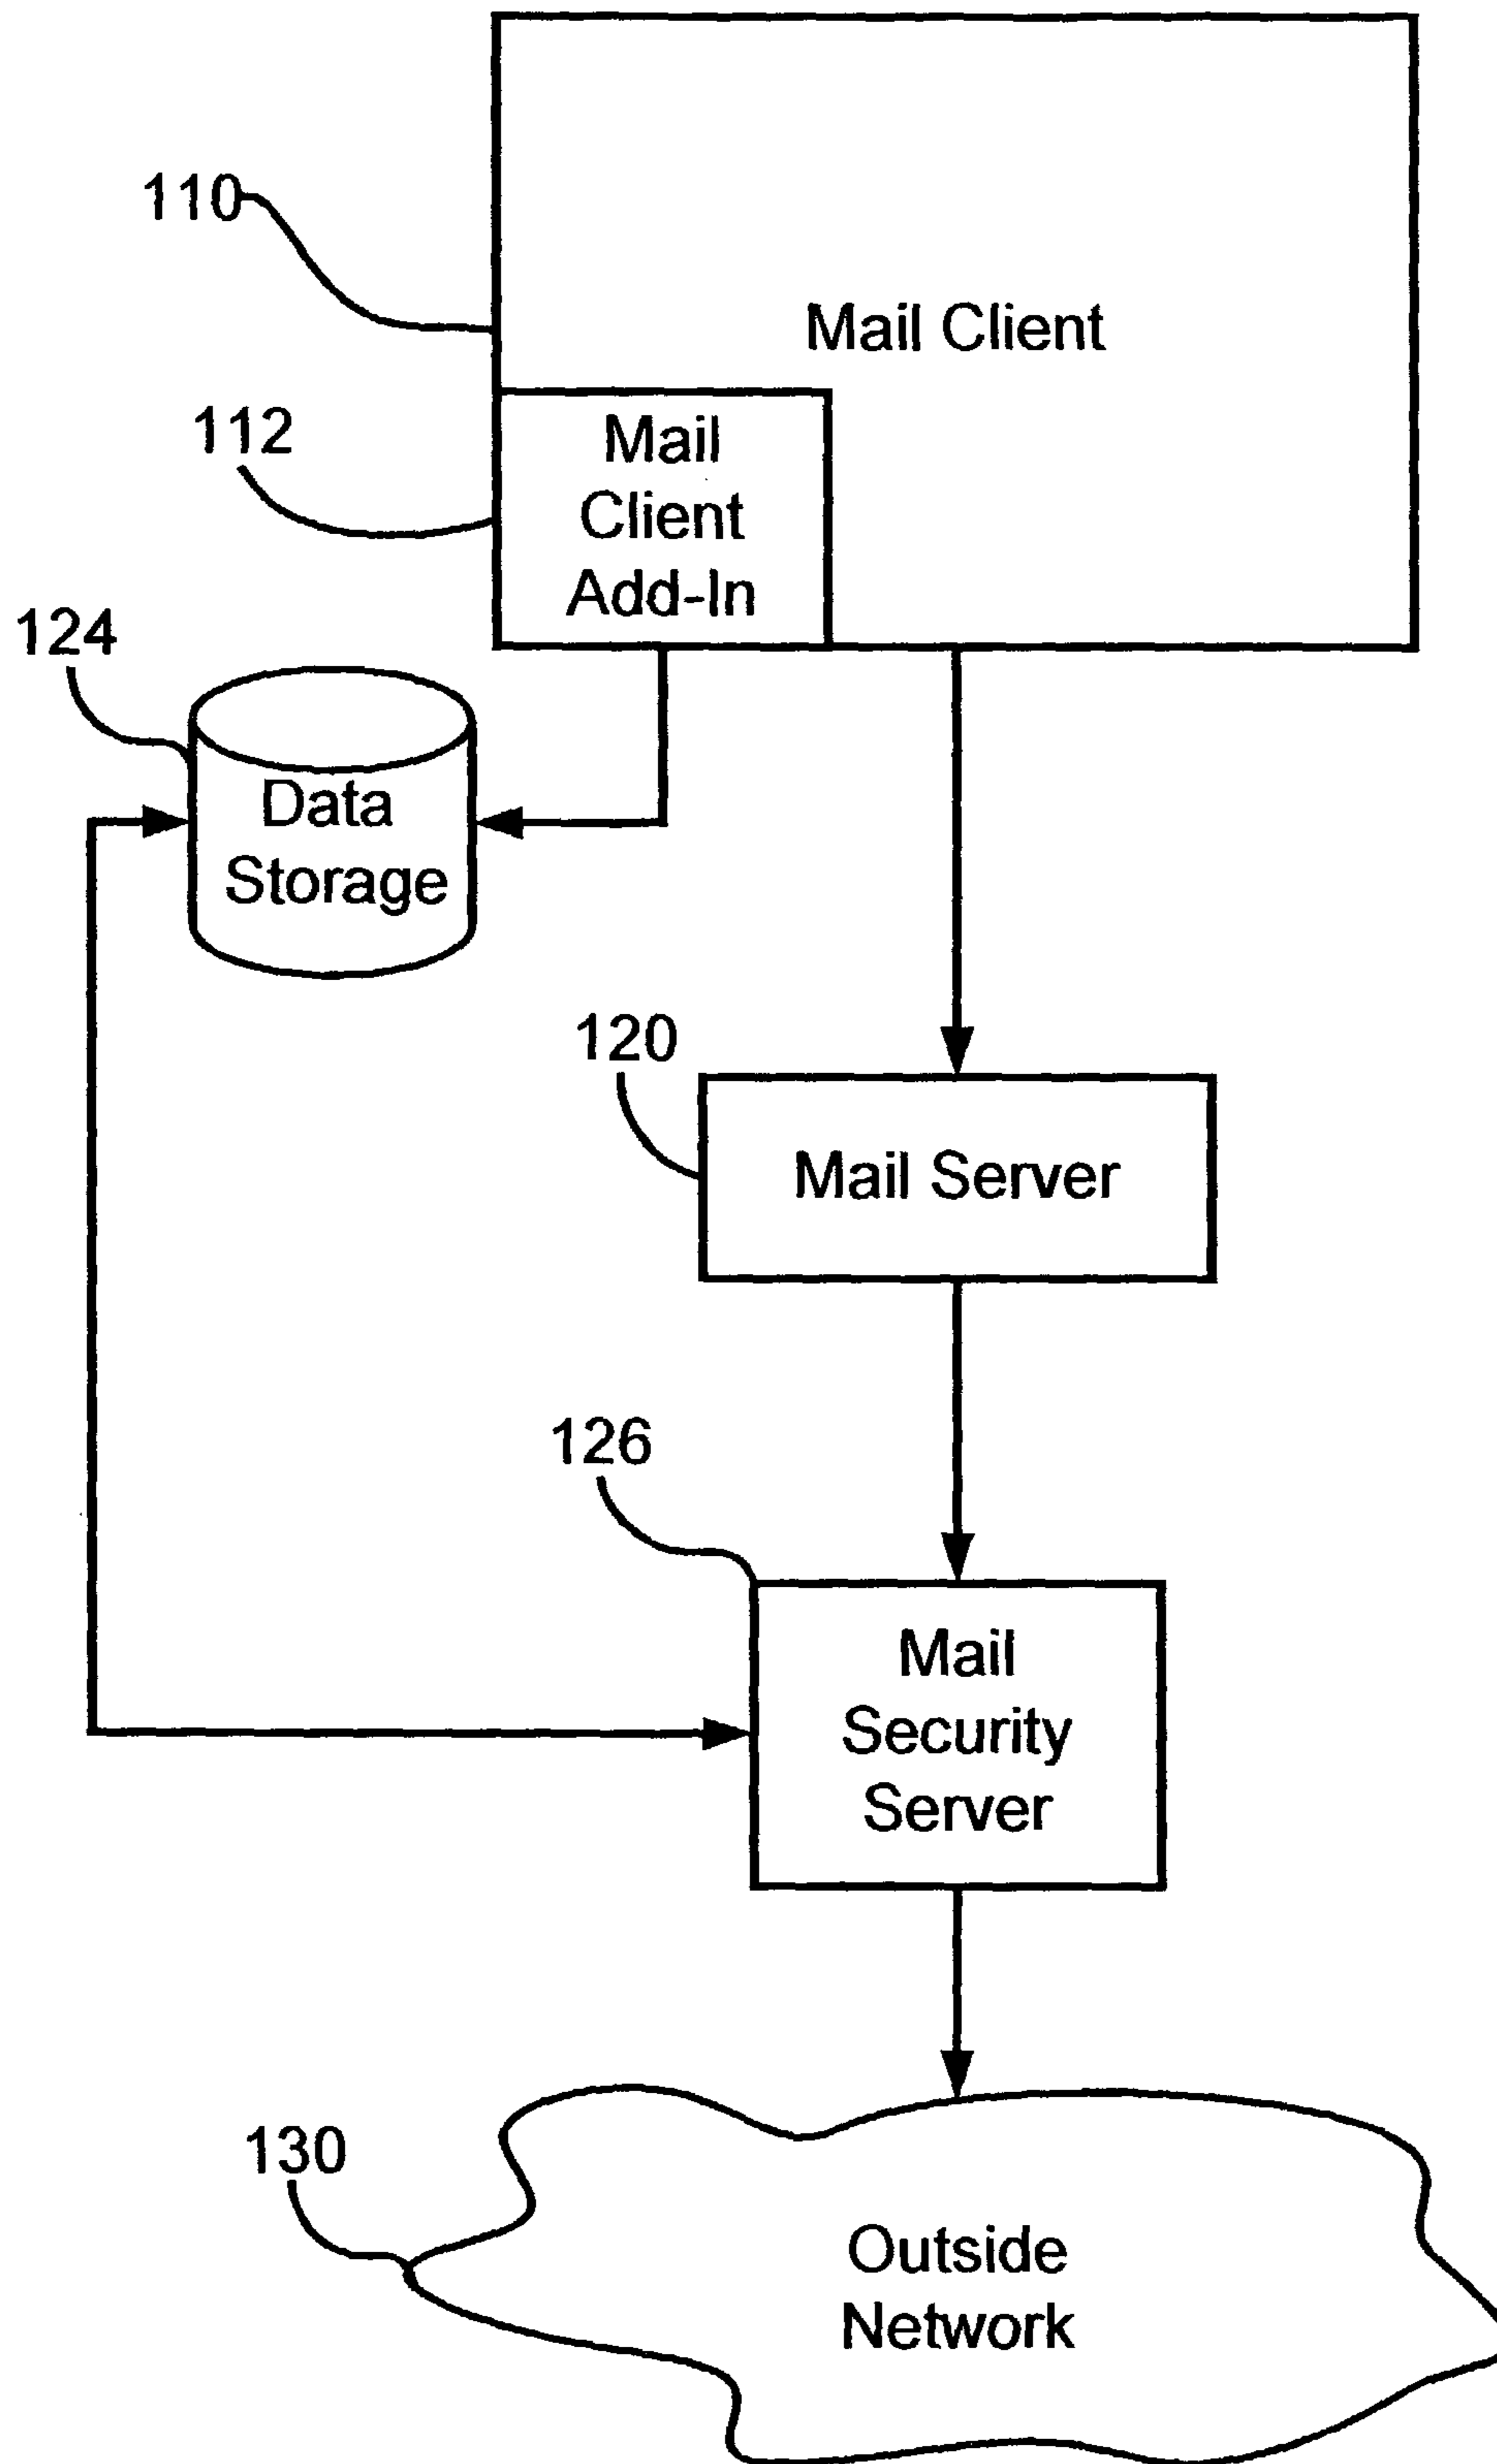 110
Mail Client
112
Mail
Client
Add-In
124
Data
Storage
120
Mail Server
126
Mail
Security
Server
130
Outside
Network